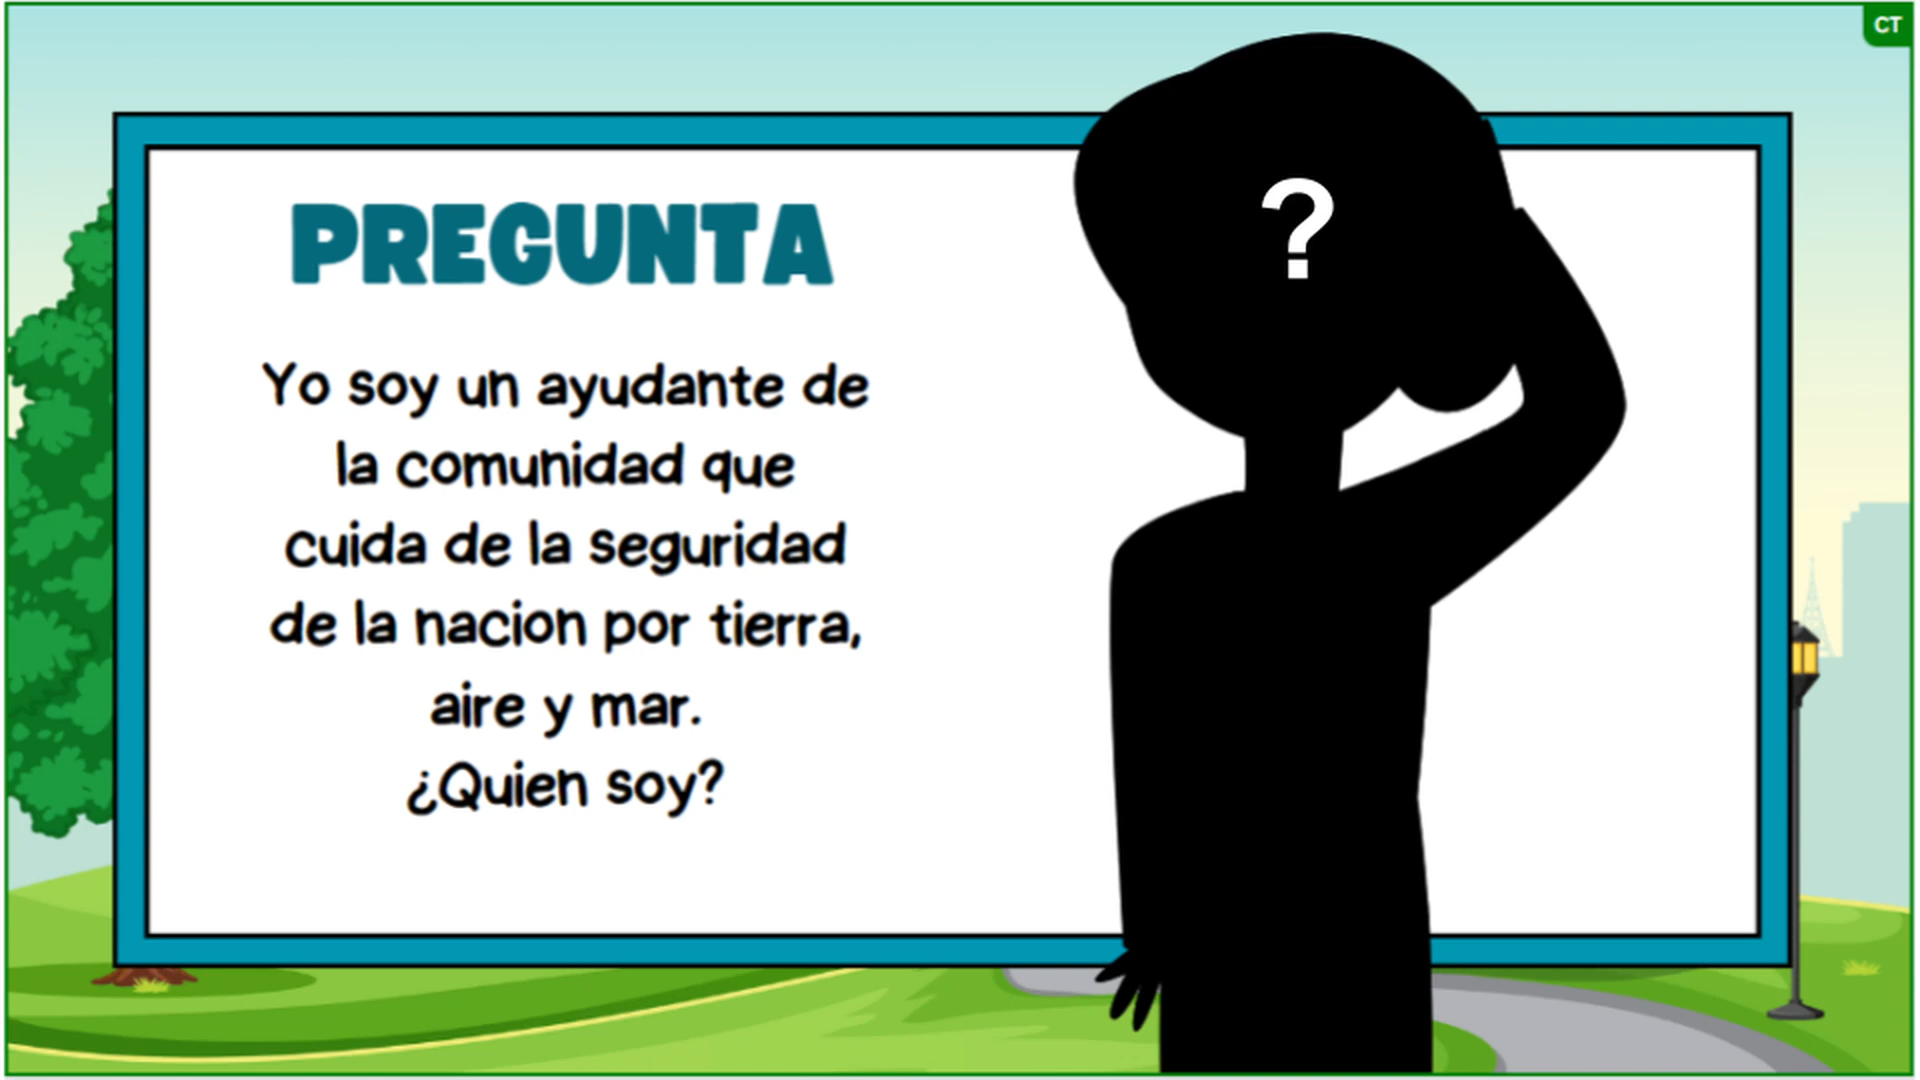 CT
PREGUNTA
?
Yo soy un ayudante de
la comunidad que
cuida de la seguridad
de la nacion por tierra,
aire y mar.
¿Quien soy?